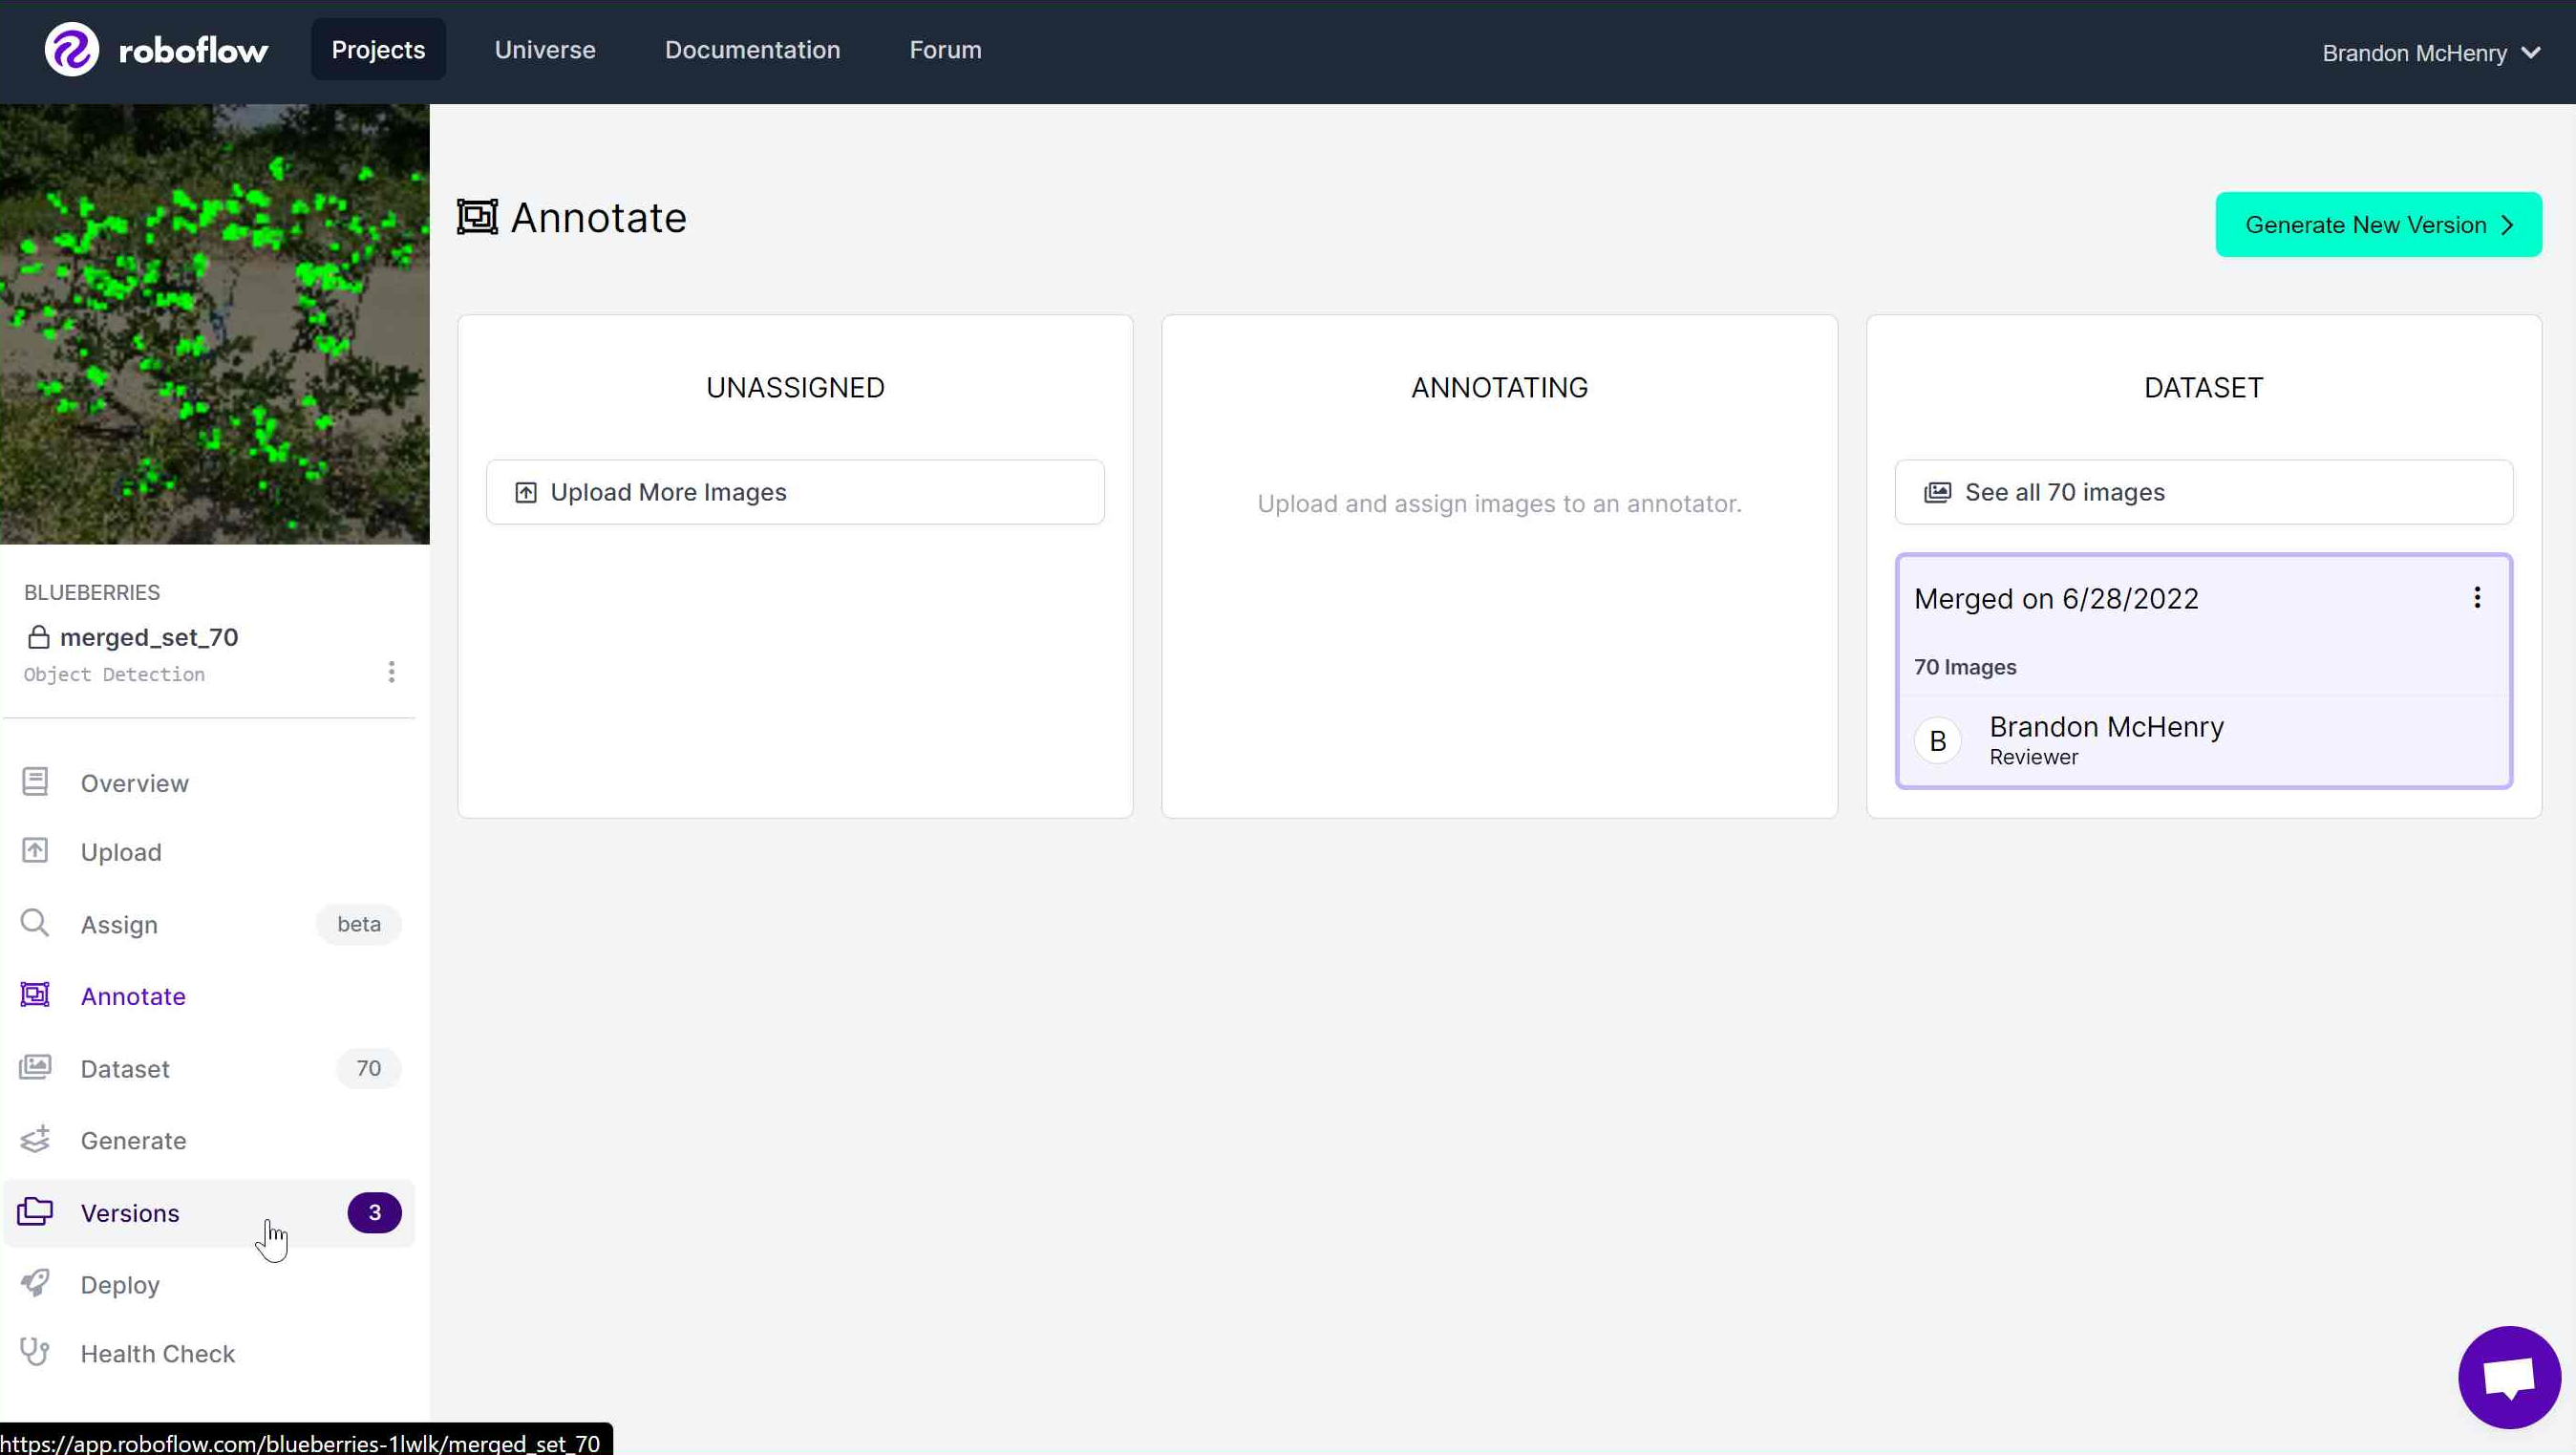 roboflow
Projects
Universe
Documentation
Forum
Brandon McHenry
Annotate
Generate New Version
UNASSIGNED
Upload More Images
ANNOTATING
Upload and assign images to an annotator.
DATASET
See all 70 images
Merged on 6/28/2022
70 Images
B
Brandon McHenry
Reviewer
BLUEBERRIES
merged_set_70
Object Detection
Overview
Upload
Assign
beta
Annotate
Dataset
70
Generate
Versions
3
Deploy
Health Check
https://app.roboflow.com/blueberries-1lwlk/merged_set_70